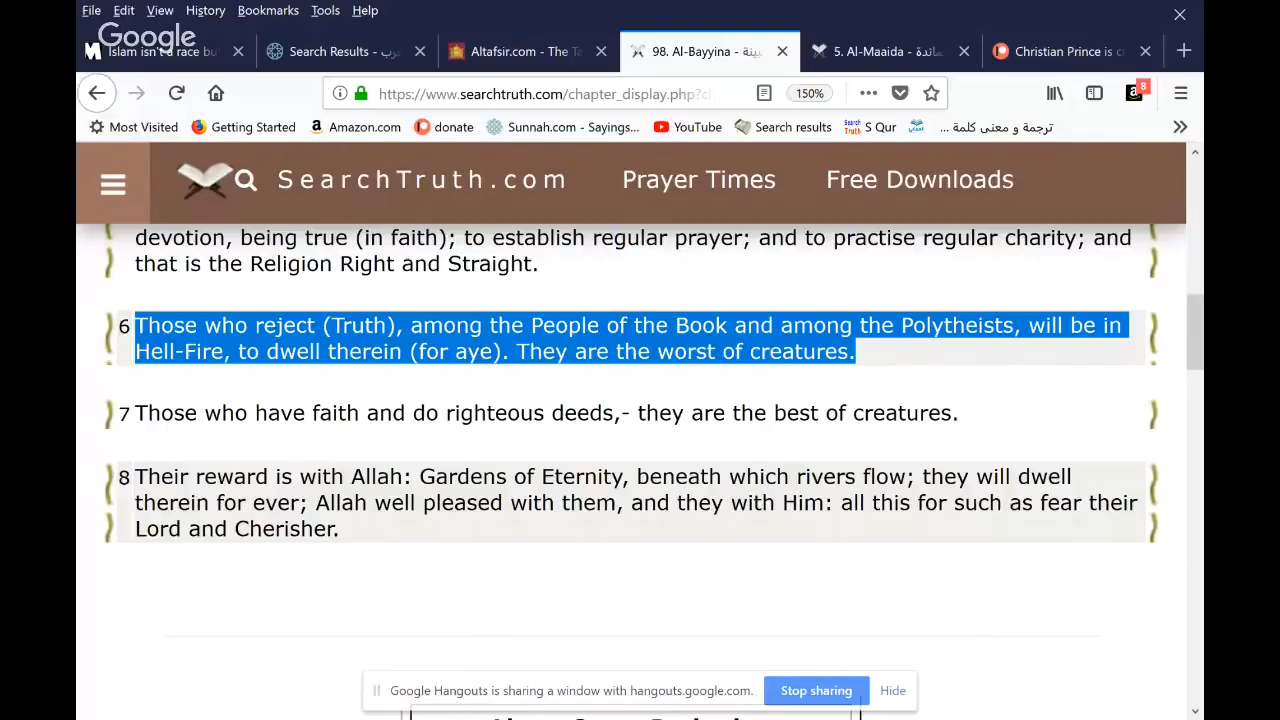 File Edit View History Bookmarks Tools Help
Google
Islam isn't a race bu
Search Results - ـرب
Altafsir.com - The Ta
98. Al-Bayyina - ـينة
5. Al-Maaida - ـمائدة
Christian Prince is c
https://www.searchtruth.com/chapter_display.php?c 150%
8
Most Visited Getting Started Amazon.com donate Sunnah.com - Sayings... YouTube Search results S Qur ترجمة و معنى كلمة ...
SearchTruth.com Prayer Times Free Downloads
devotion, being true (in faith); to establish regular prayer; and to practise regular charity; and
that is the Religion Right and Straight.
6 Those who reject (Truth), among the People of the Book and among the Polytheists, will be in
Hell-Fire, to dwell therein (for aye). They are the worst of creatures.
7 Those who have faith and do righteous deeds,- they are the best of creatures.
8 Their reward is with Allah: Gardens of Eternity, beneath which rivers flow; they will dwell
therein for ever; Allah well pleased with them, and they with Him: all this for such as fear their
Lord and Cherisher.
Google Hangouts is sharing a window with hangouts.google.com. Stop sharing Hide